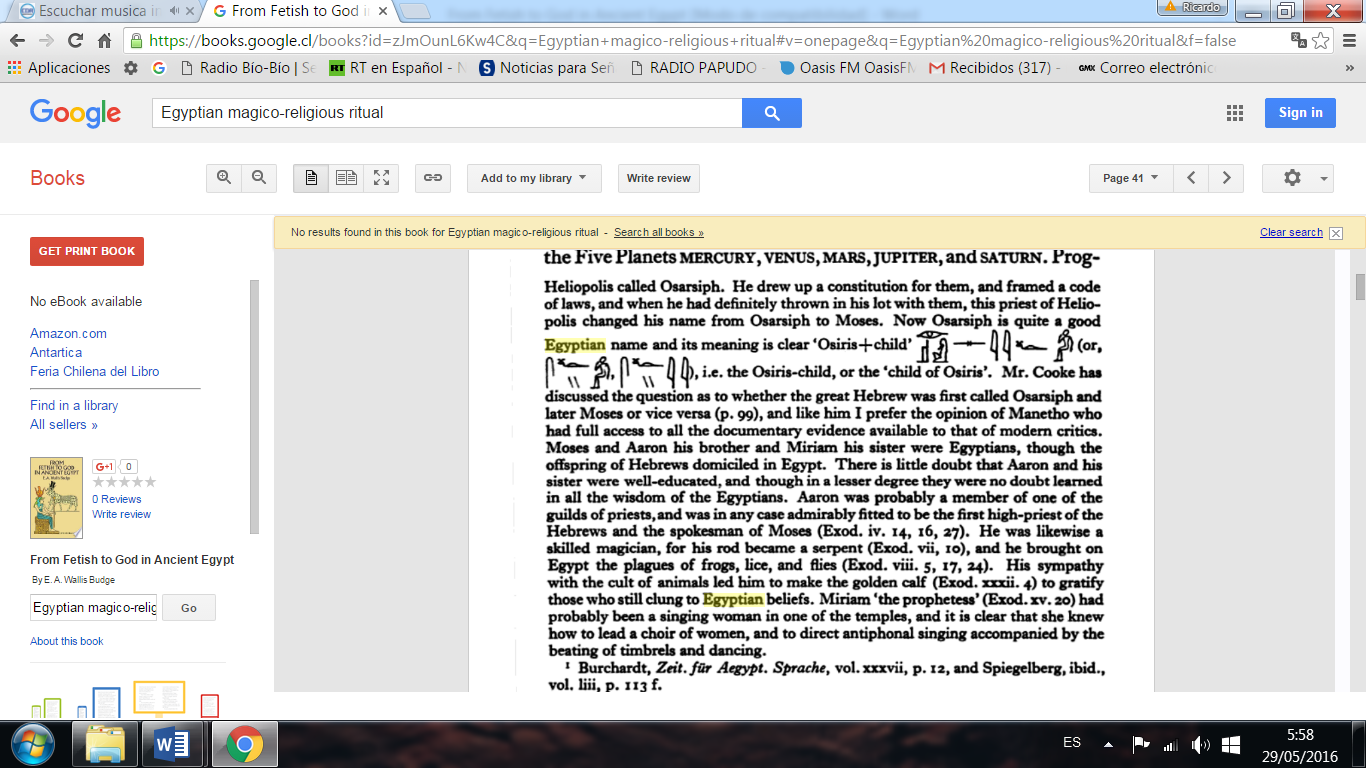 Escuchar musica in
From Fetish to God in
Ricardo
https://books.google.cl/books?id=zJmOunL6Kw4C&q=Egyptian+magico-religious+ritual#v=onepage&q=Egyptian%20magico-religious%20ritual&f=false
Aplicaciones
Radio Bío-Bío | Se
RT en Español - N
Noticias para Señ
RADIO PAPUDO -
Oasis FM OasisFM
Recibidos (317) -
GMX Correo electrónic
»
Google
Egyptian magico-religious ritual
Sign in
Books
Add to my library
Write review
Page 41
No results found in this book for Egyptian magico-religious ritual - Search all books »
Clear search
GET PRINT BOOK
No eBook available
Amazon.com
Antartica
Feria Chilena del Libro
Find in a library
All sellers »
FROM FETISH TO GOD IN ANCIENT EGYPT
E. A. Wallis Budge
G+1 0
0 Reviews
Write review
From Fetish to God in Ancient Egypt
By E. A. Wallis Budge
Egyptian magico-relig
Go
About this book
the Five Planets MERCURY, VENUS, MARS, JUPITER, and SATURN. Prog-
Heliopolis called Osarsiph. He drew up a constitution for them, and framed a code
of laws, and when he had definitely thrown in his lot with them, this priest of Helio-
polis changed his name from Osarsiph to Moses. Now Osarsiph is quite a good
Egyptian name and its meaning is clear 'Osiris+child' (or,
, ), i.e. the Osiris-child, or the 'child of Osiris'. Mr. Cooke has
discussed the question as to whether the great Hebrew was first called Osarsiph and
later Moses or vice versa (p. 99), and like him I prefer the opinion of Manetho who
had full access to all the documentary evidence available to that of modern critics.
Moses and Aaron his brother and Miriam his sister were Egyptians, though the
offspring of Hebrews domiciled in Egypt. There is little doubt that Aaron and his
sister were well-educated, and though in a lesser degree they were no doubt learned
in all the wisdom of the Egyptians. Aaron was probably a member of one of the
guilds of priests, and was in any case admirably fitted to be the first high-priest of the
Hebrews and the spokesman of Moses (Exod. iv. 14, 16, 27). He was likewise a
skilled magician, for his rod became a serpent (Exod. vii, 10), and he brought on
Egypt the plagues of frogs, lice, and flies (Exod. viii. 5, 17, 24). His sympathy
with the cult of animals led him to make the golden calf (Exod. xxxii. 4) to gratify
those who still clung to Egyptian beliefs. Miriam 'the prophetess' (Exod. xv. 20) had
probably been a singing woman in one of the temples, and it is clear that she knew
how to lead a choir of women, and to direct antiphonal singing accompanied by the
beating of timbrels and dancing.
¹ Burchardt, Zeit. für Aegypt. Sprache, vol. xxxvii, p. 12, and Spiegelberg, ibid.,
vol. liii, p. 113 f.
ES
5:58
29/05/2016